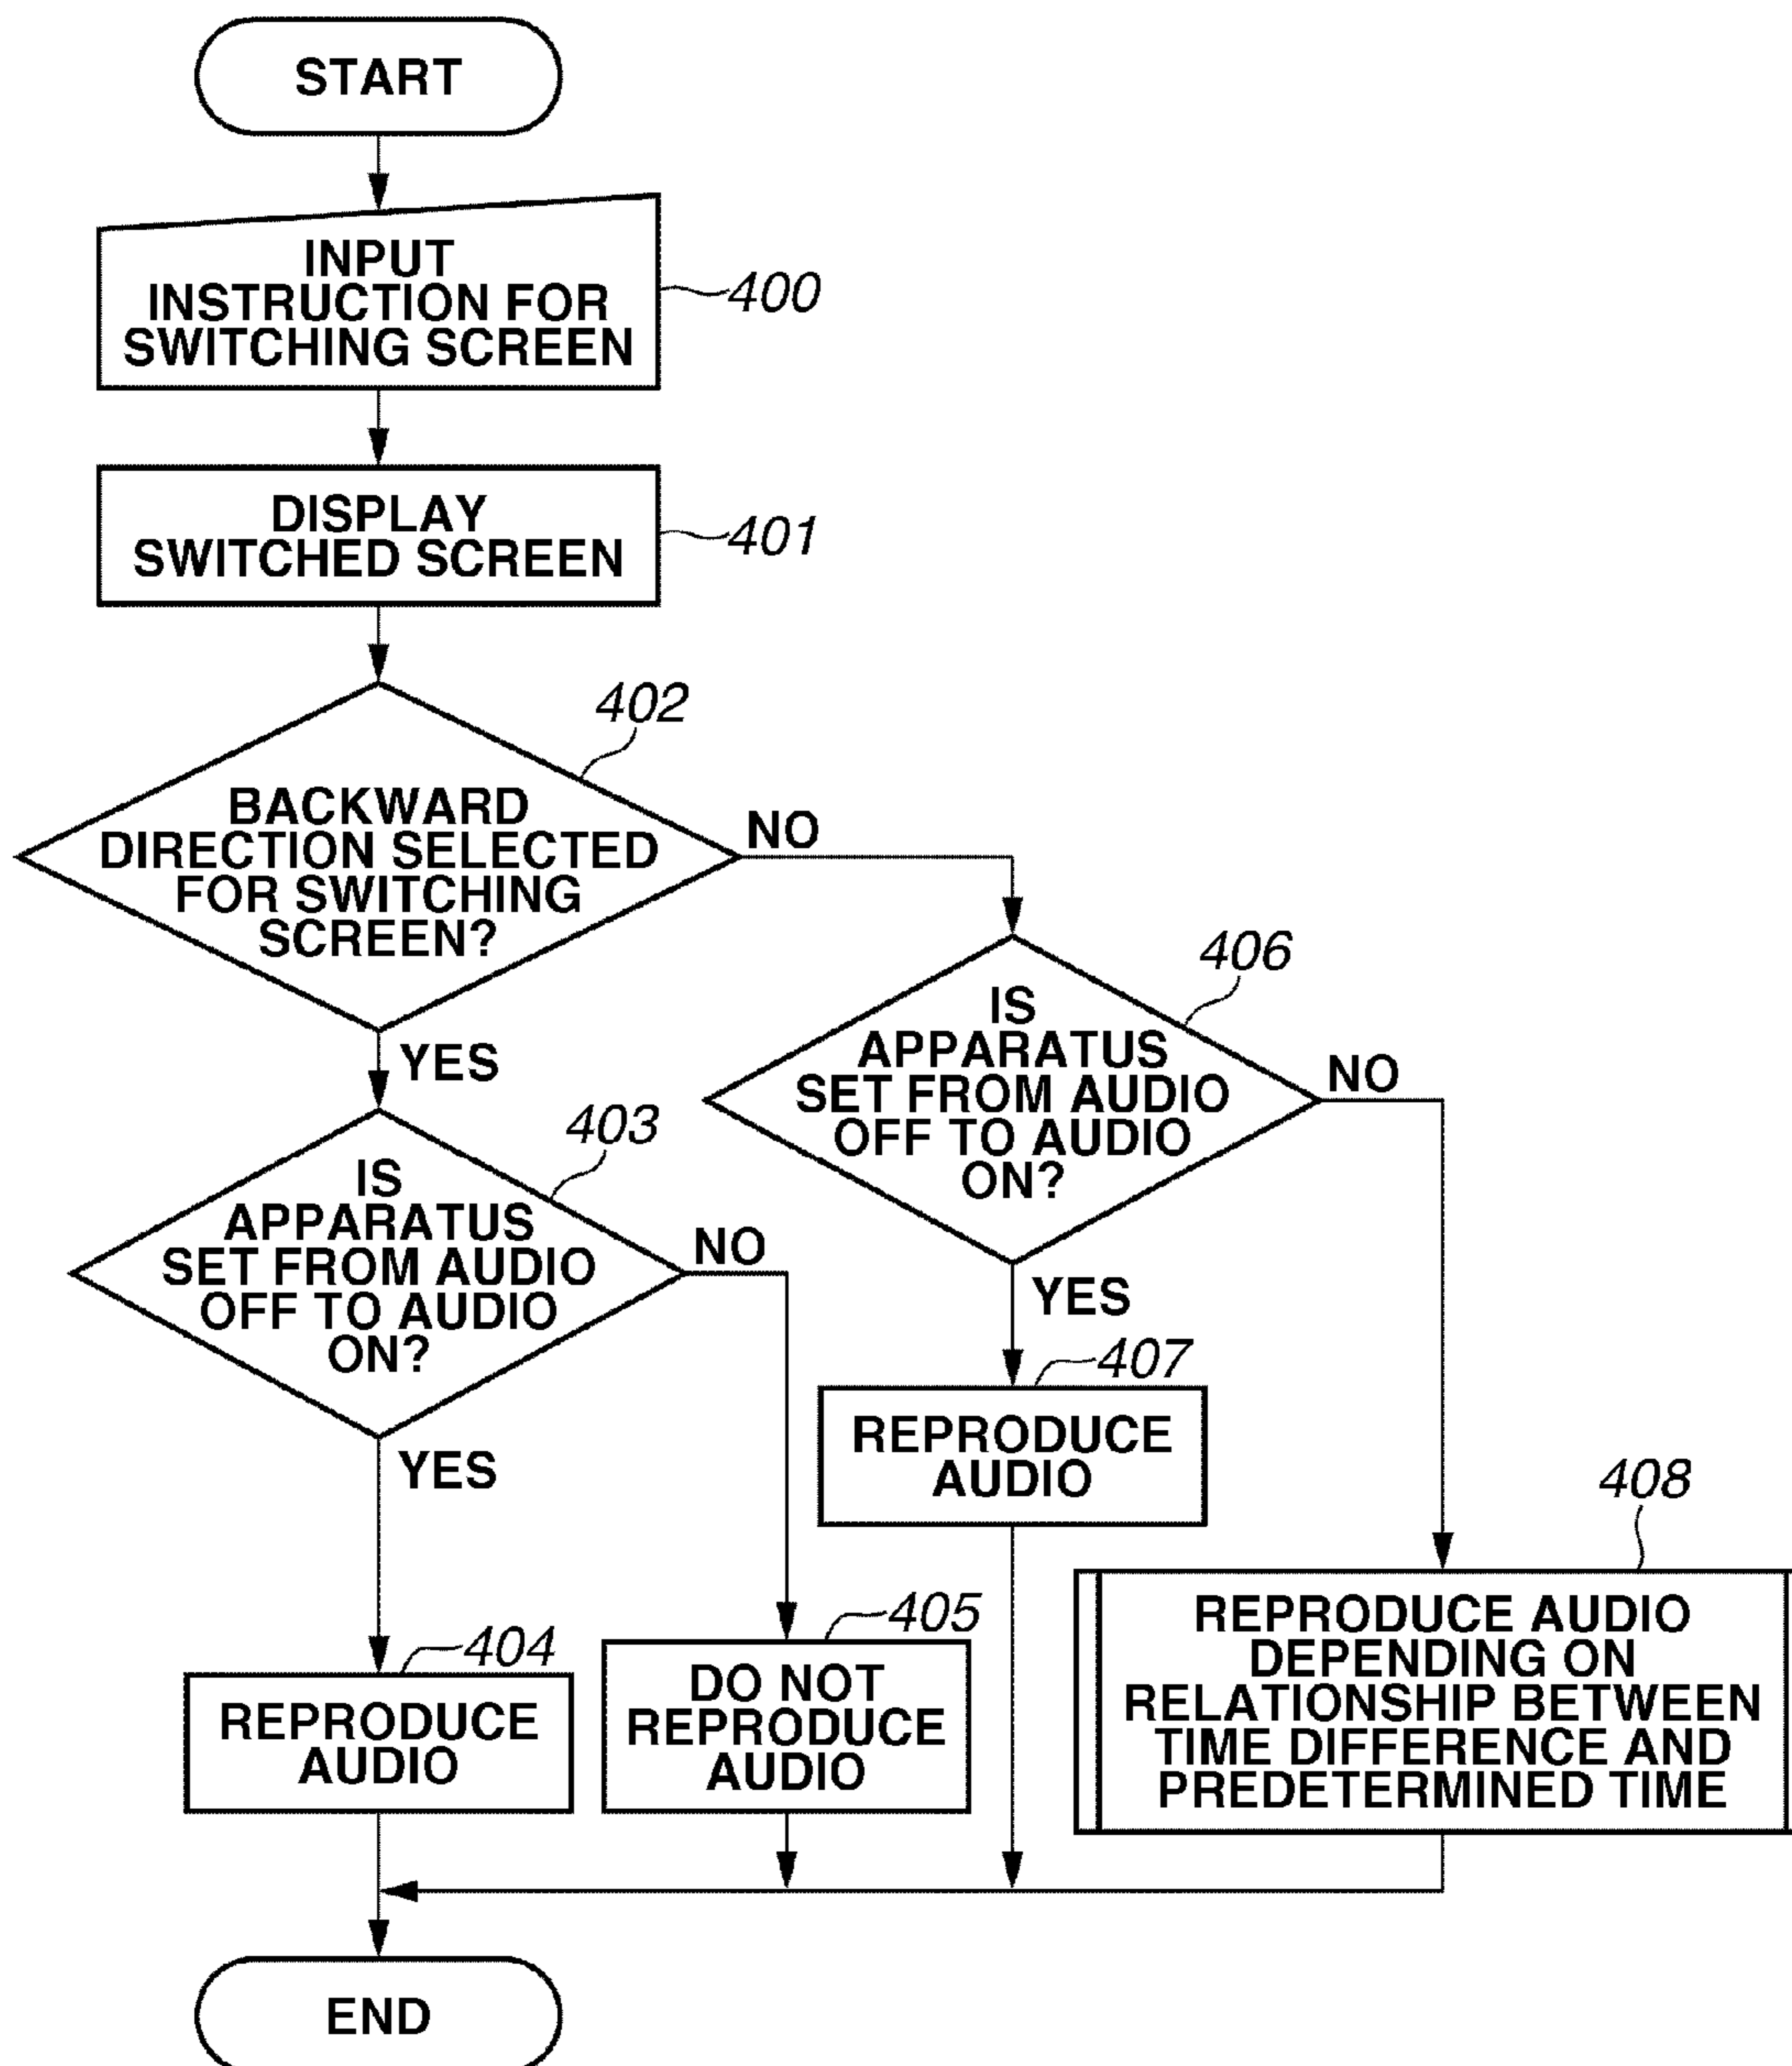 START
INPUT
INSTRUCTION FOR
SWITCHING SCREEN
400
DISPLAY
SWITCHED SCREEN
401
402
BACKWARD
DIRECTION SELECTED
FOR SWITCHING
SCREEN?
NO
YES
406
IS
APPARATUS
SET FROM AUDIO
OFF TO AUDIO
ON?
NO
YES
403
IS
APPARATUS
SET FROM AUDIO
OFF TO AUDIO
ON?
NO
YES
407
REPRODUCE
AUDIO
408
REPRODUCE AUDIO
DEPENDING ON
RELATIONSHIP BETWEEN
TIME DIFFERENCE AND
PREDETERMINED TIME
404
REPRODUCE
AUDIO
405
DO NOT
REPRODUCE
AUDIO
END